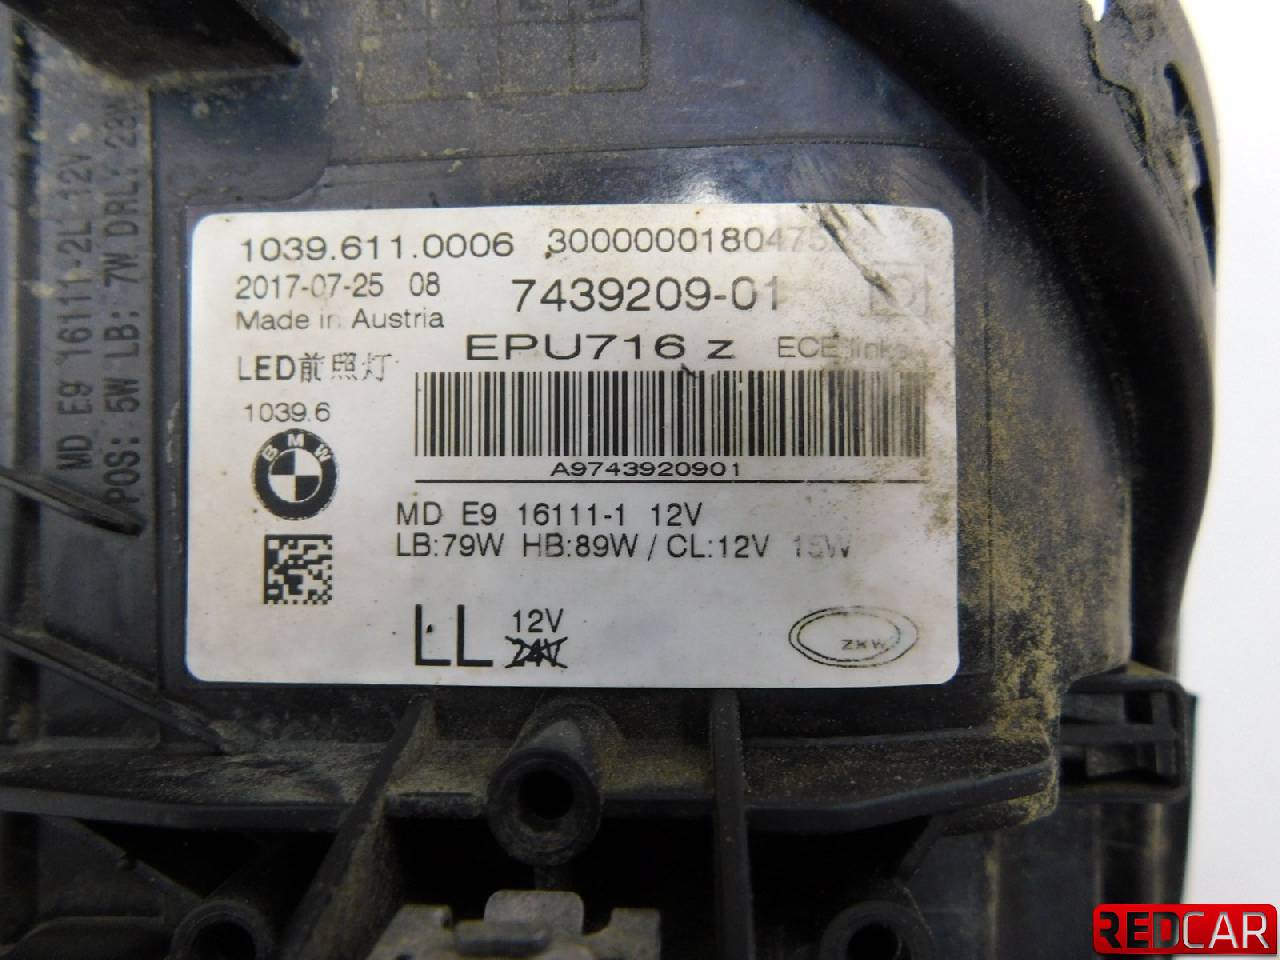 MD E9 16111-2L 12V
POS: 5W LB: 7W DRL: 23W
1039.611.0006
2017-07-25 08
7439209-01
Made in Austria
EPU716 z ECE links
LED前照灯
1039.6
BMW
A9743920901
MD E9 16111-1 12V
LB:79W HB:89W / CL:12V 15W
LL 12V
24V
ZKW
REDCAR